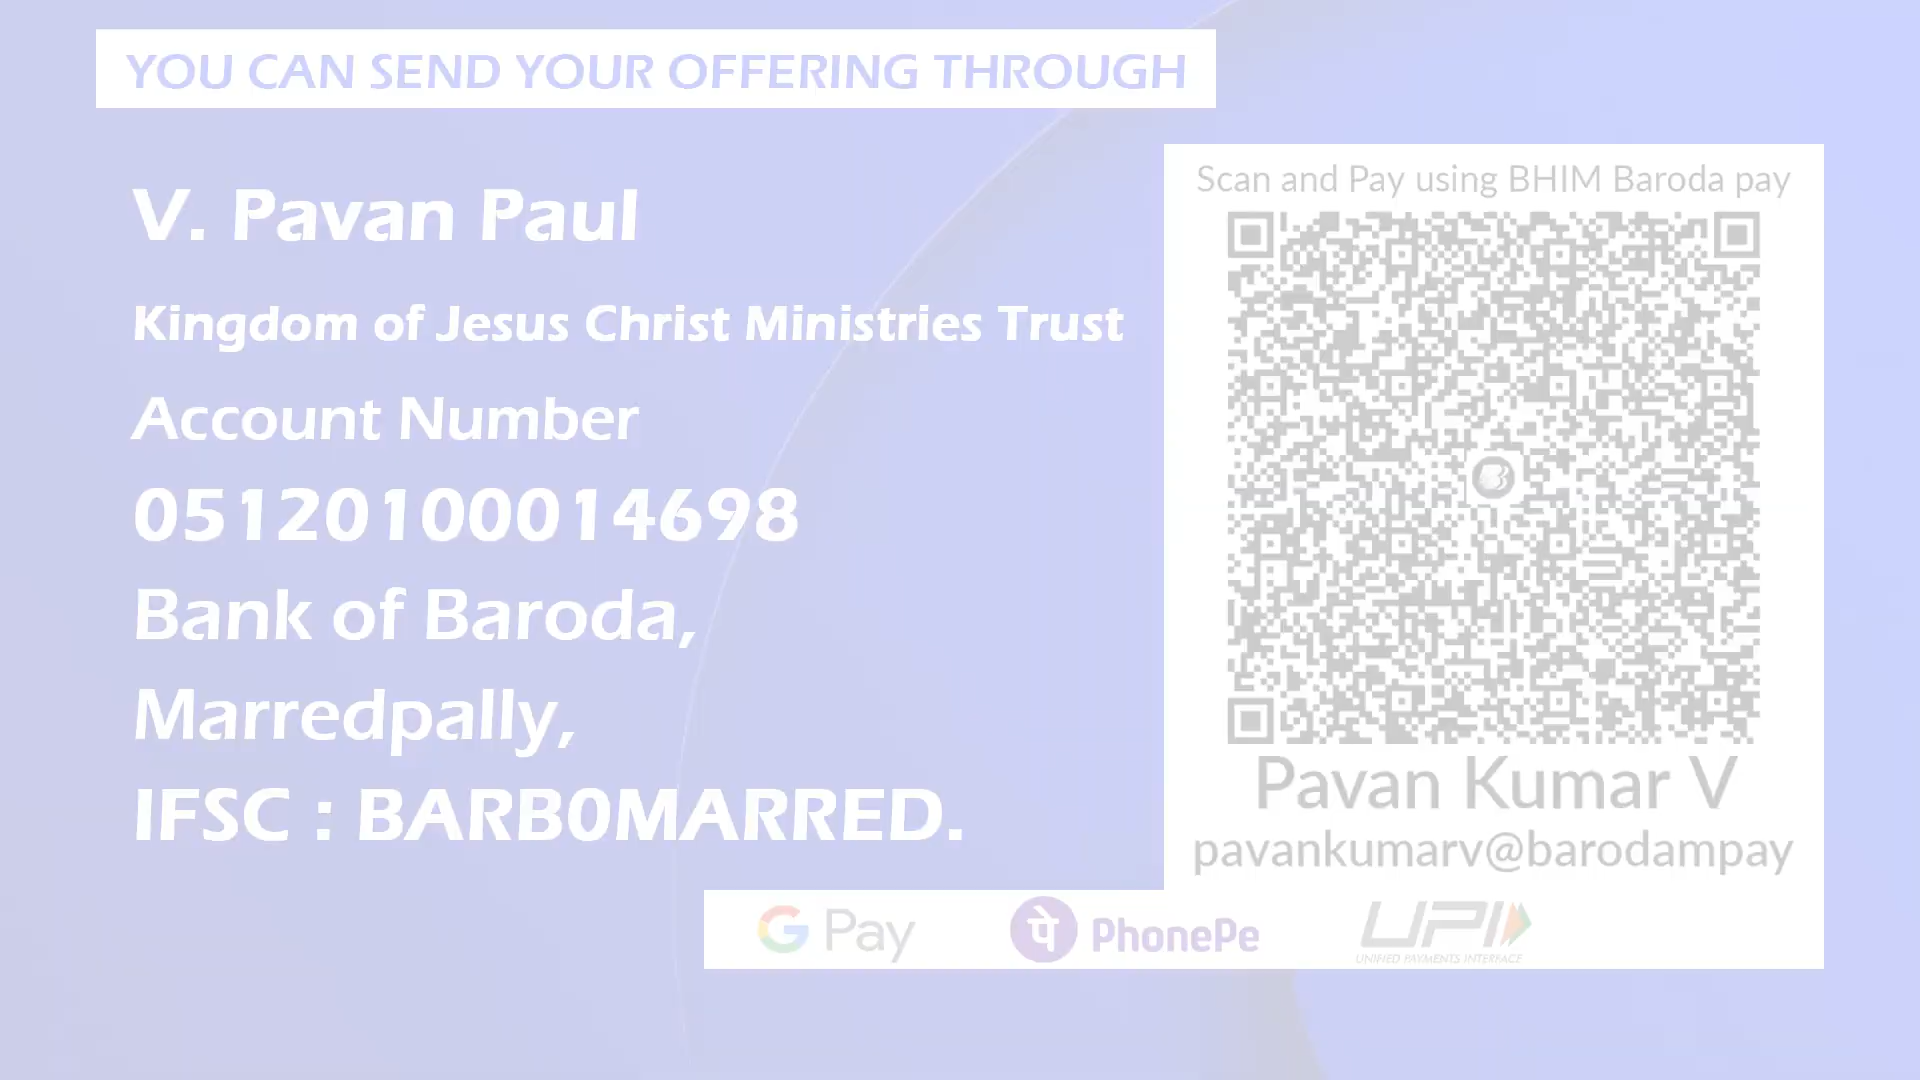 YOU CAN SEND YOUR OFFERING THROUGH
V. Pavan Paul
Kingdom of Jesus Christ Ministries Trust
Account Number
05120100014698
Bank of Baroda,
Marredpally,
IFSC : BARB0MARRED.
Scan and Pay using BHIM Baroda pay
Pavan Kumar V
pavankumarv@barodampay
G Pay
पे PhonePe
UPI
UNIFIED PAYMENTS INTERFACE